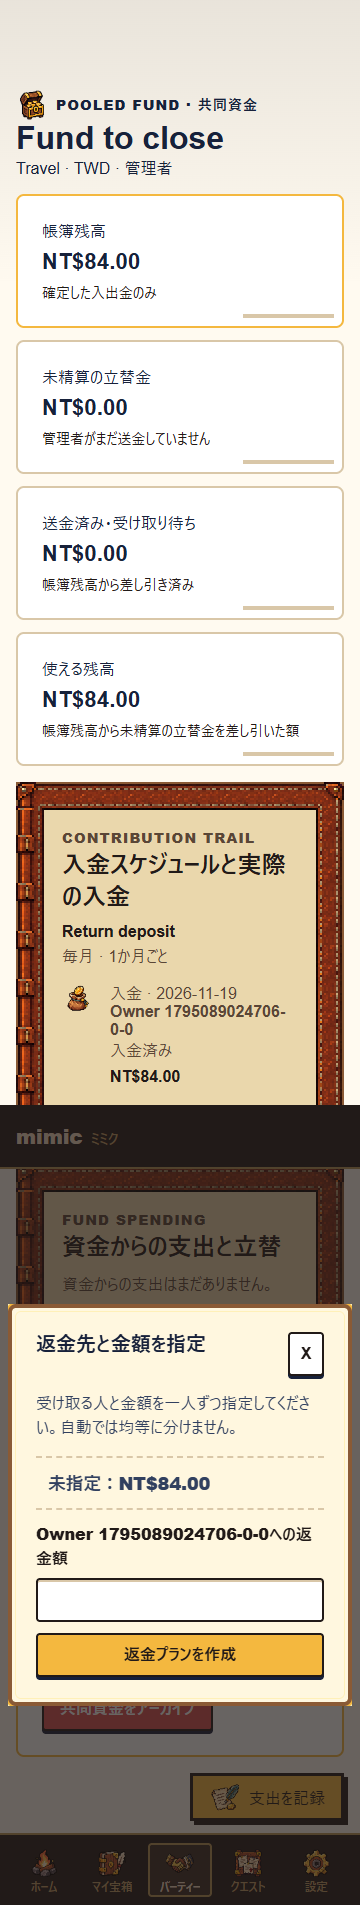 POOLED FUND · 共同資金
Fund to close
Travel · TWD · 管理者
帳簿残高
NT$84.00
確定した入出金のみ
未精算の立替金
NT$0.00
管理者がまだ送金していません
送金済み・受け取り待ち
NT$0.00
帳簿残高から差し引き済み
使える残高
NT$84.00
帳簿残高から未精算の立替金を差し引いた額
CONTRIBUTION TRAIL
入金スケジュールと実際
の入金
Return deposit
毎月 · 1か月ごと
入金 · 2026-11-19
Owner 1795089024706-
0-0
入金済み
NT$84.00
mimic ミミク
FUND SPENDING
資金からの支出と立替
資金からの支出はまだありません。
返金先と金額を指定
X
受け取る人と金額を一人ずつ指定してくださ
い。自動では均等に分けません。
未指定：NT$84.00
Owner 1795089024706-0-0への返
金額
返金プランを作成
共同資金をアーカイブ
支出を記録
ホーム
マイ宝箱
パーティー
クエスト
設定